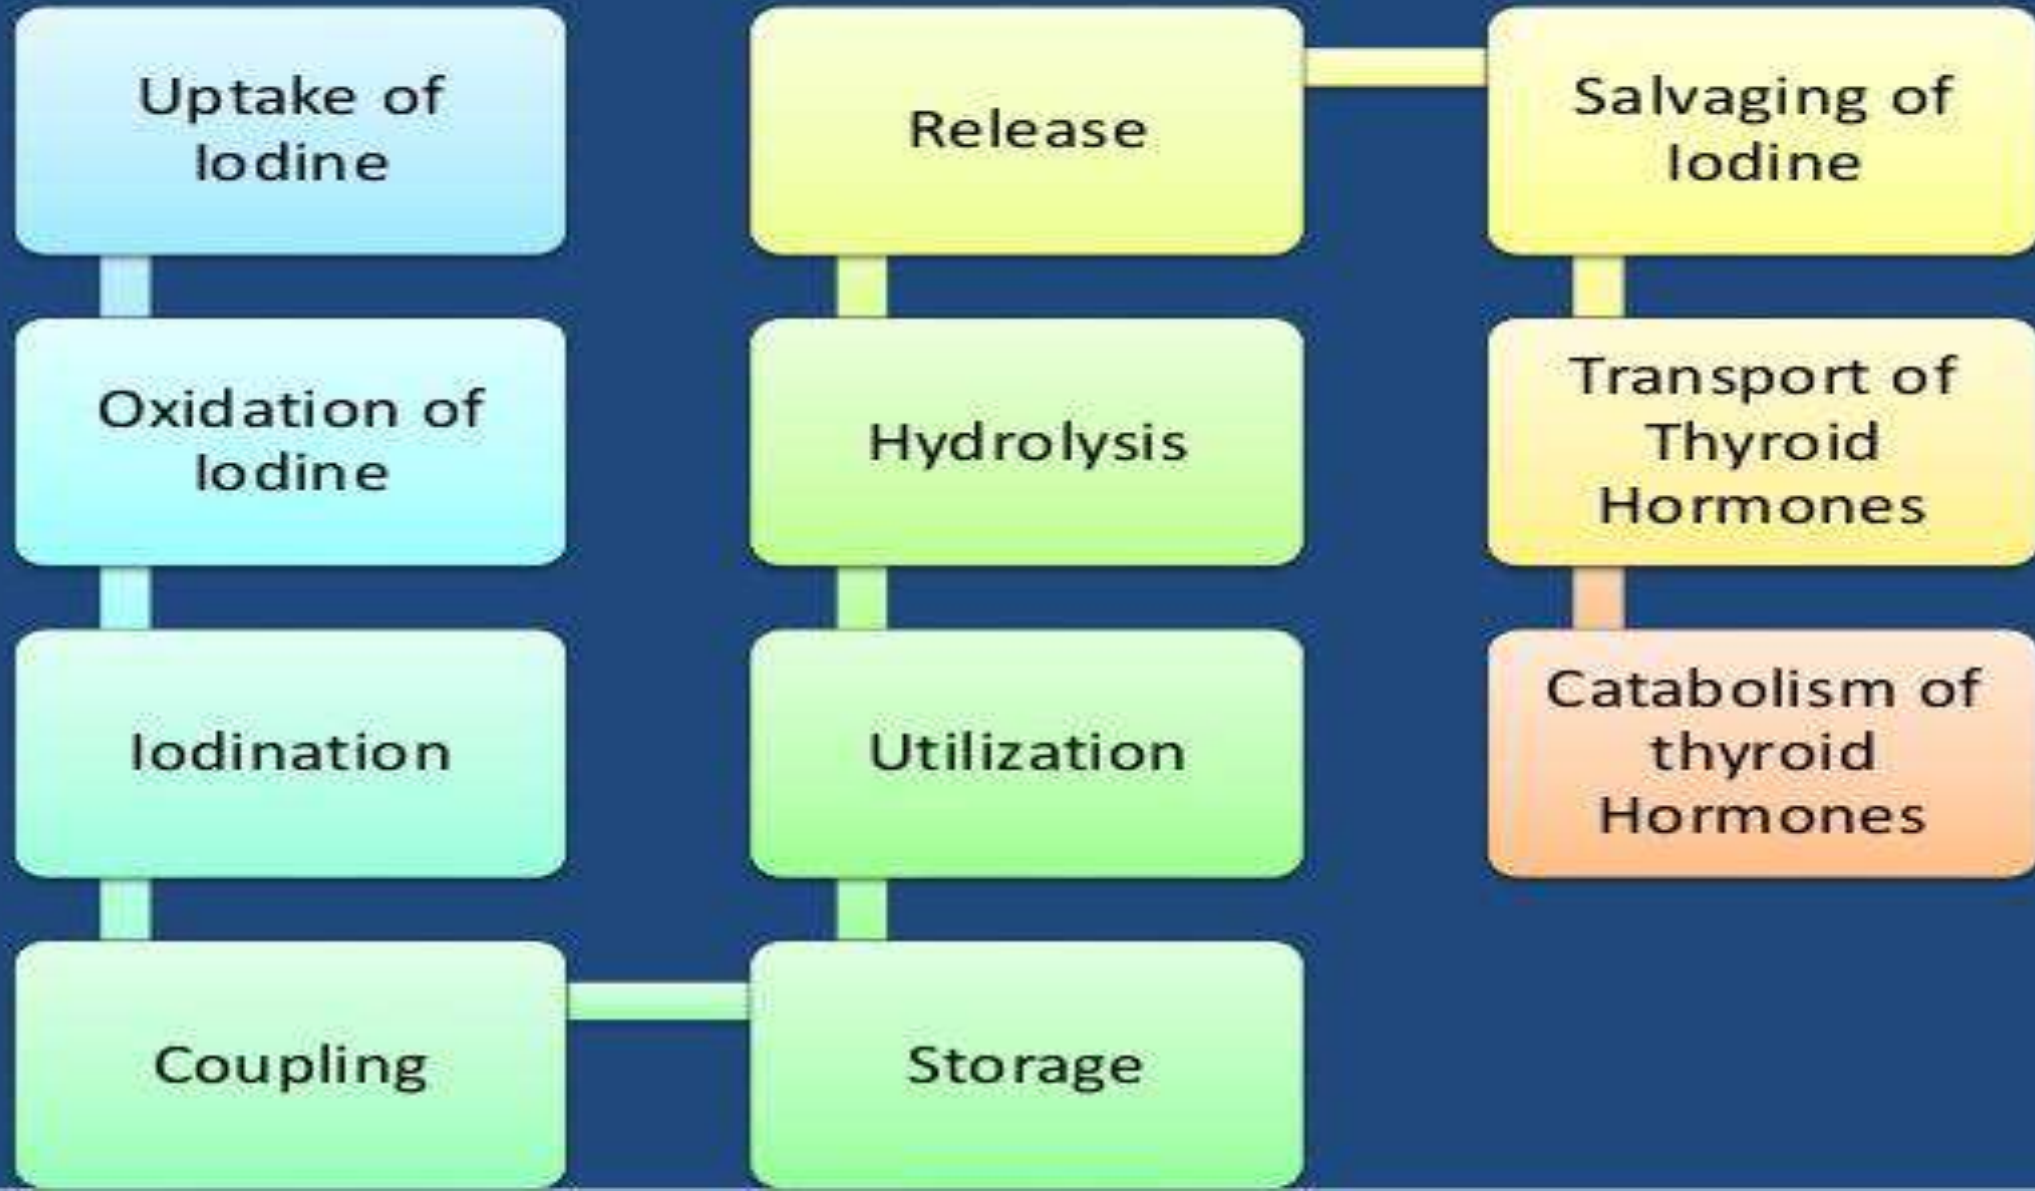 Uptake of
Iodine
Oxidation of
Iodine
Iodination
Coupling
Storage
Utilization
Hydrolysis
Release
Salvaging of
Iodine
Transport of
Thyroid
Hormones
Catabolism of
thyroid
Hormones